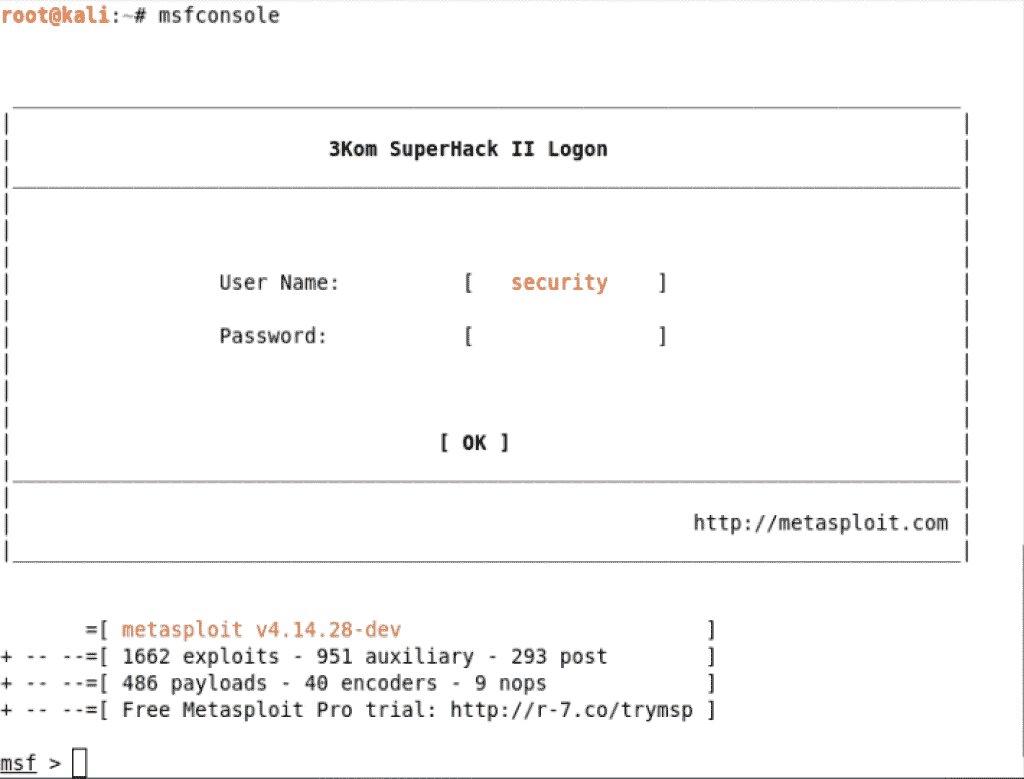 root@kali:~# msfconsole
3Kom SuperHack II Logon
User Name: [ security ]
Password: [ ]
[ OK ]
http://metasploit.com
=[ metasploit v4.14.28-dev ]
+ -- --=[ 1662 exploits - 951 auxiliary - 293 post ]
+ -- --=[ 486 payloads - 40 encoders - 9 nops ]
+ -- --=[ Free Metasploit Pro trial: http://r-7.co/trymsp ]
msf >